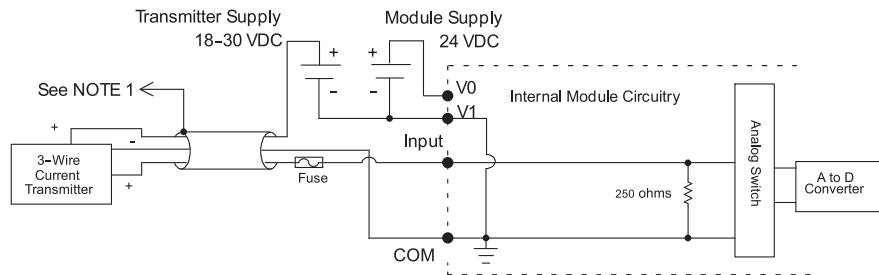 Transmitter Supply
18–30 VDC
Module Supply
24 VDC
+
–
+
–
V0
V1
Internal Module Circuitry
See NOTE 1
+
-
+
3–Wire
Current
Transmitter
Input
Fuse
250 ohms
Analog Switch
A to D
Converter
COM